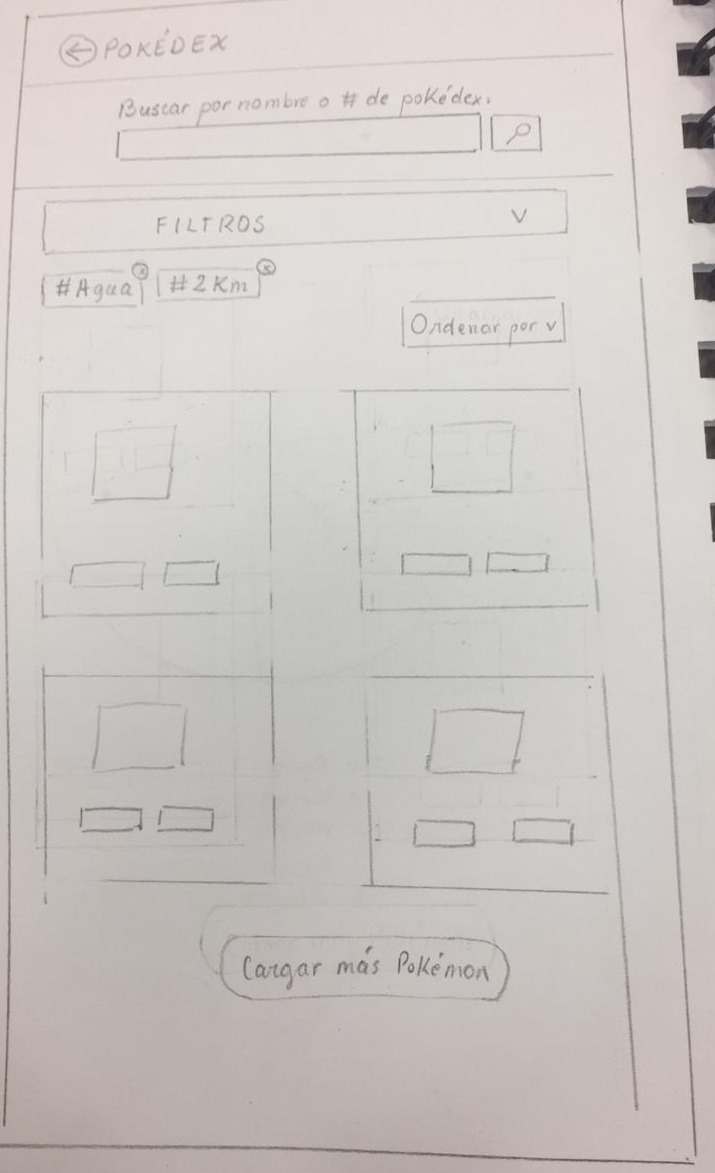 POKÉDEX
Buscar por nombre o # de pokédex.
FILTROS V
#Agua x #2Km x
Ordenar por v
Cargar más Pokémon